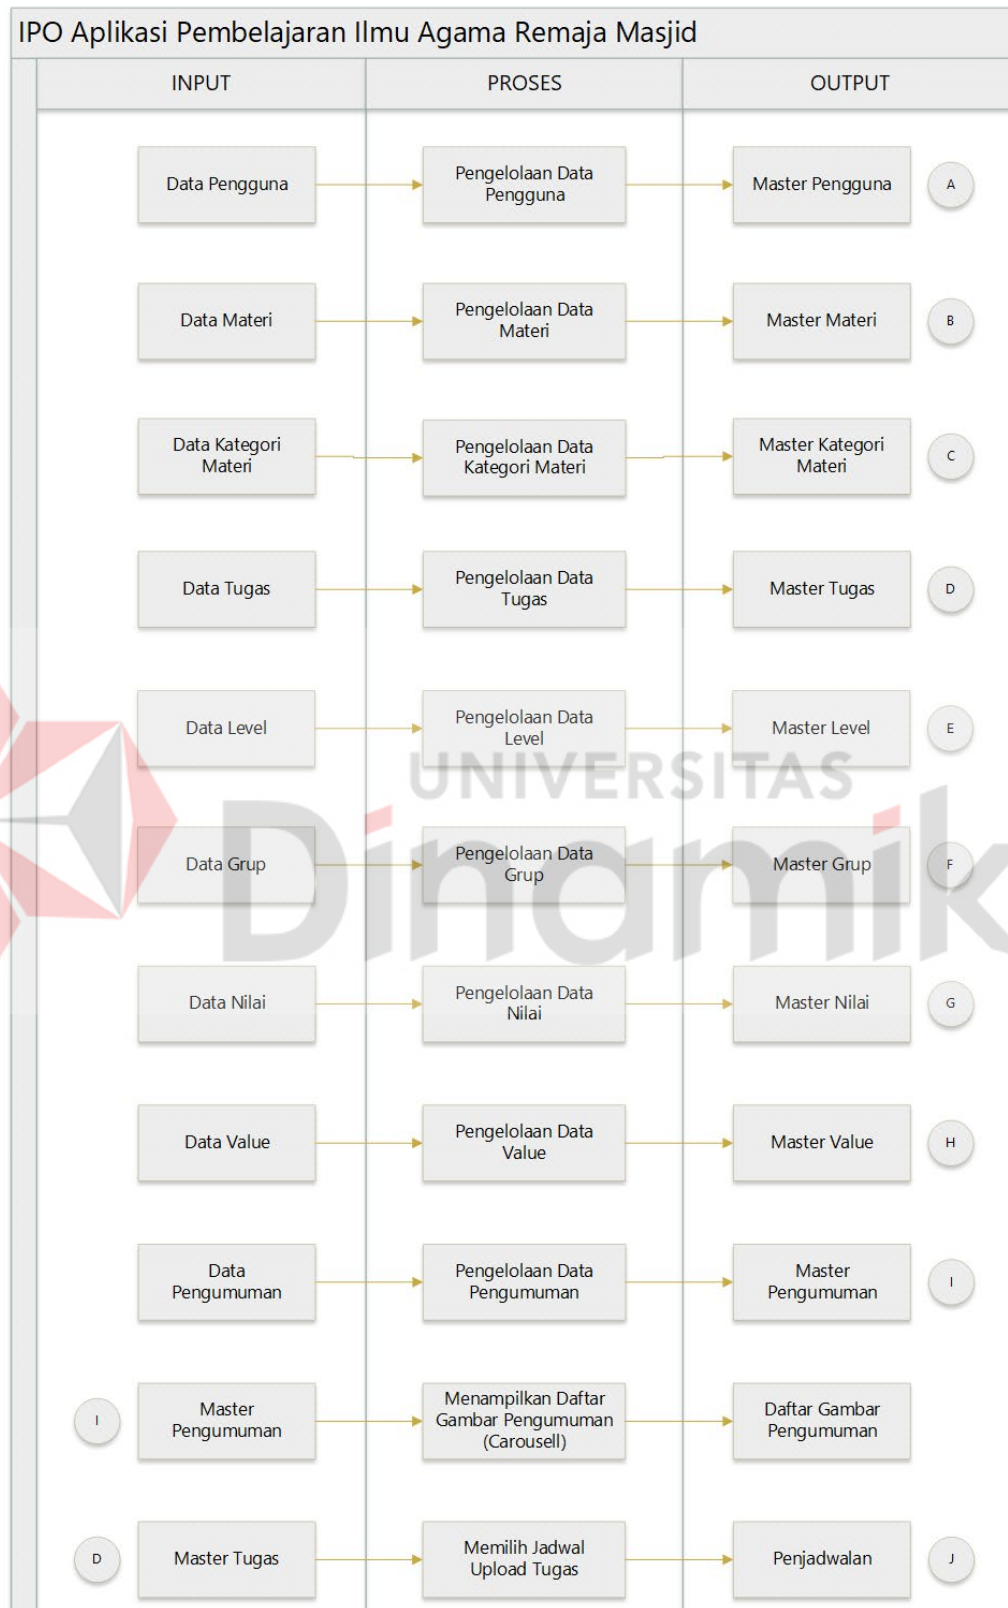 IPO Aplikasi Pembelajaran Ilmu Agama Remaja Masjid
INPUT
PROSES
OUTPUT
Data Pengguna
Pengelolaan Data
Pengguna
Master Pengguna
A
Data Materi
Pengelolaan Data
Materi
Master Materi
B
Data Kategori
Materi
Pengelolaan Data
Kategori Materi
Master Kategori
Materi
C
Data Tugas
Pengelolaan Data
Tugas
Master Tugas
D
Data Level
Pengelolaan Data
Level
Master Level
E
UNIVERSITAS
Dinamika
Data Grup
Pengelolaan Data
Grup
Master Grup
F
Data Nilai
Pengelolaan Data
Nilai
Master Nilai
G
Data Value
Pengelolaan Data
Value
Master Value
H
Data
Pengumuman
Pengelolaan Data
Pengumuman
Master
Pengumuman
I
I
Master
Pengumuman
Menampilkan Daftar
Gambar Pengumuman
(Carousell)
Daftar Gambar
Pengumuman
D
Master Tugas
Memilih Jadwal
Upload Tugas
Penjadwalan
J